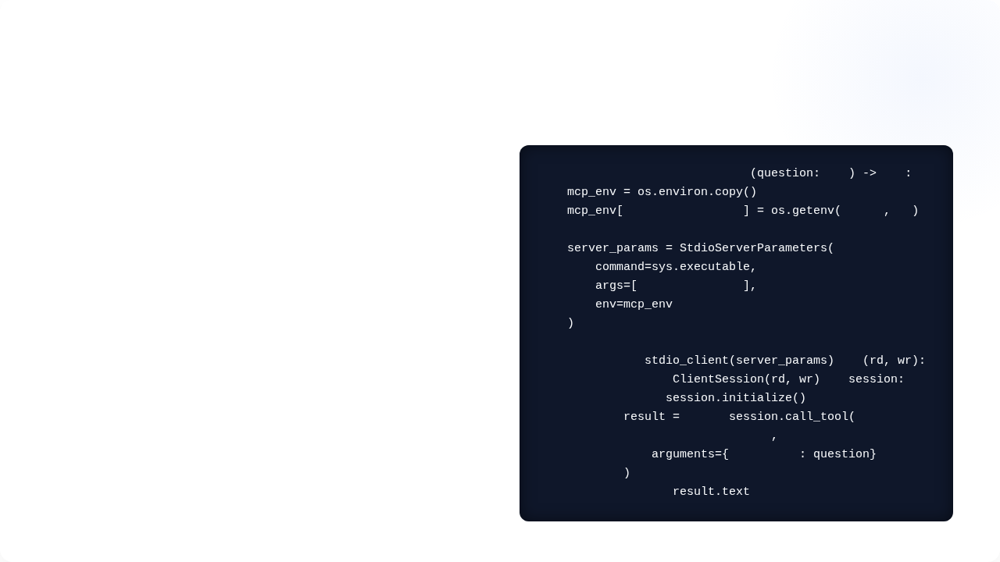 (question: ) -> :
mcp_env = os.environ.copy()
mcp_env[ ] = os.getenv( , )
server_params = StdioServerParameters(
command=sys.executable,
args=[ ],
env=mcp_env
)
stdio_client(server_params) (rd, wr):
ClientSession(rd, wr) session:
session.initialize()
result = session.call_tool(
,
arguments={ : question}
)
result.text